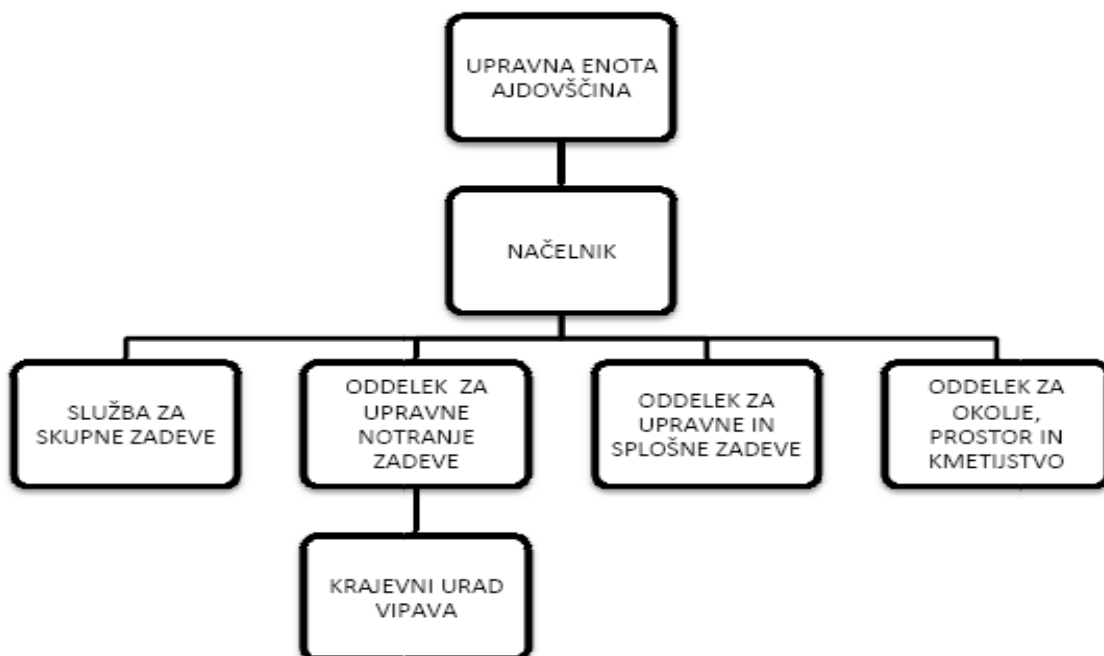 UPRAVNA ENOTA
AJDOVŠČINA
NAČELNIK
SLUŽBA ZA
SKUPNE ZADEVE
ODDELEK ZA
UPRAVNE
NOTRANJE
ZADEVE
ODDELEK ZA
UPRAVNE IN
SPLOŠNE ZADEVE
ODDELEK ZA
OKOLJE,
PROSTOR IN
KMETIJSTVO
KRAJEVNI URAD
VIPAVA